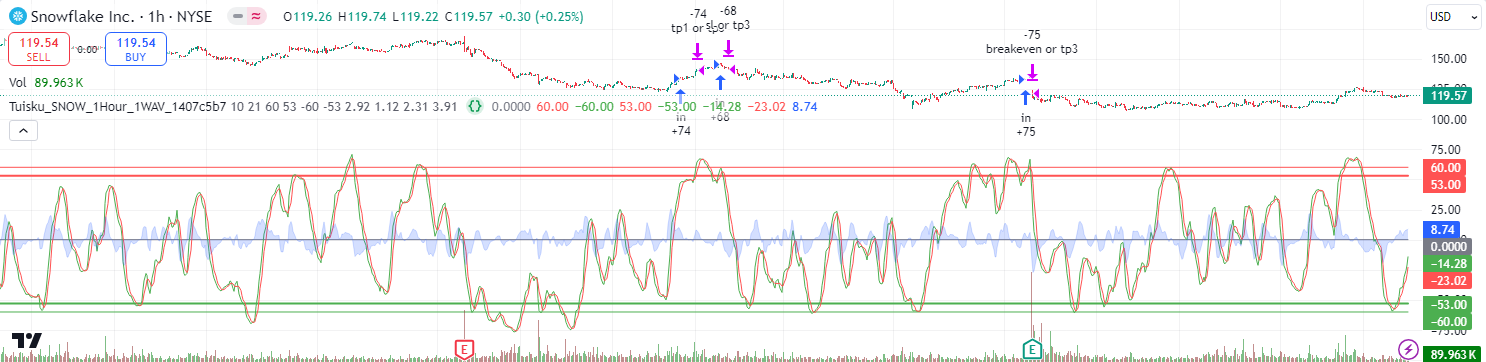 Snowflake Inc. · 1h · NYSE O119.26 H119.74 L119.22 C119.57 +0.30 (+0.25%)
USD
119.54 SELL
0.00
119.54 BUY
Vol 89.963 K
Tuisku_SNOW_1Hour_1WAV_1407c5b7 10 21 60 53 -60 -53 2.92 1.12 2.31 3.91 0.0000 60.00 −60.00 53.00 −53.00 −14.28 −23.02 8.74
-74
-68
tp1 or
sl or tp3
-75
breakeven or tp3
in
+74
in
+68
in
+75
150.00
119.57
100.00
75.00
60.00
53.00
25.00
8.74
0.0000
−14.28
−23.02
−53.00
−60.00
89.963 K
E
E